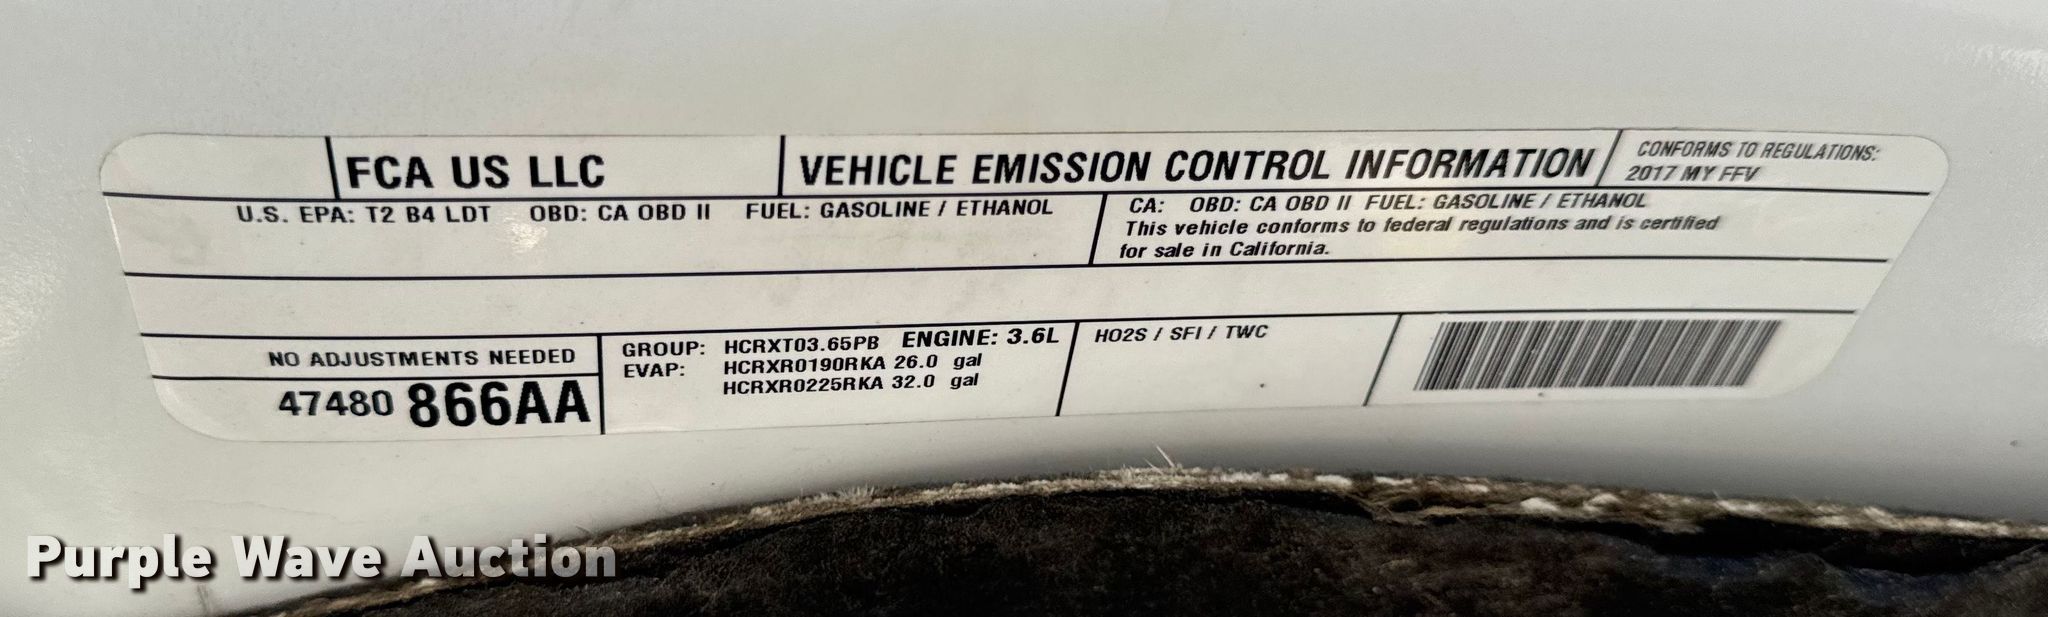 FCA US LLC
VEHICLE EMISSION CONTROL INFORMATION
CONFORMS TO REGULATIONS:
2017 MY FFV
U.S. EPA: T2 B4 LDT OBD: CA OBD II FUEL: GASOLINE / ETHANOL
CA: OBD: CA OBD II FUEL: GASOLINE / ETHANOL
This vehicle conforms to federal regulations and is certified
for sale in California.
NO ADJUSTMENTS NEEDED
47480 866AA
GROUP: HCRXT03.65PB ENGINE: 3.6L
EVAP: HCRXR0190RKA 26.0 gal
HCRXR0225RKA 32.0 gal
HO2S / SFI / TWC
Purple Wave Auction